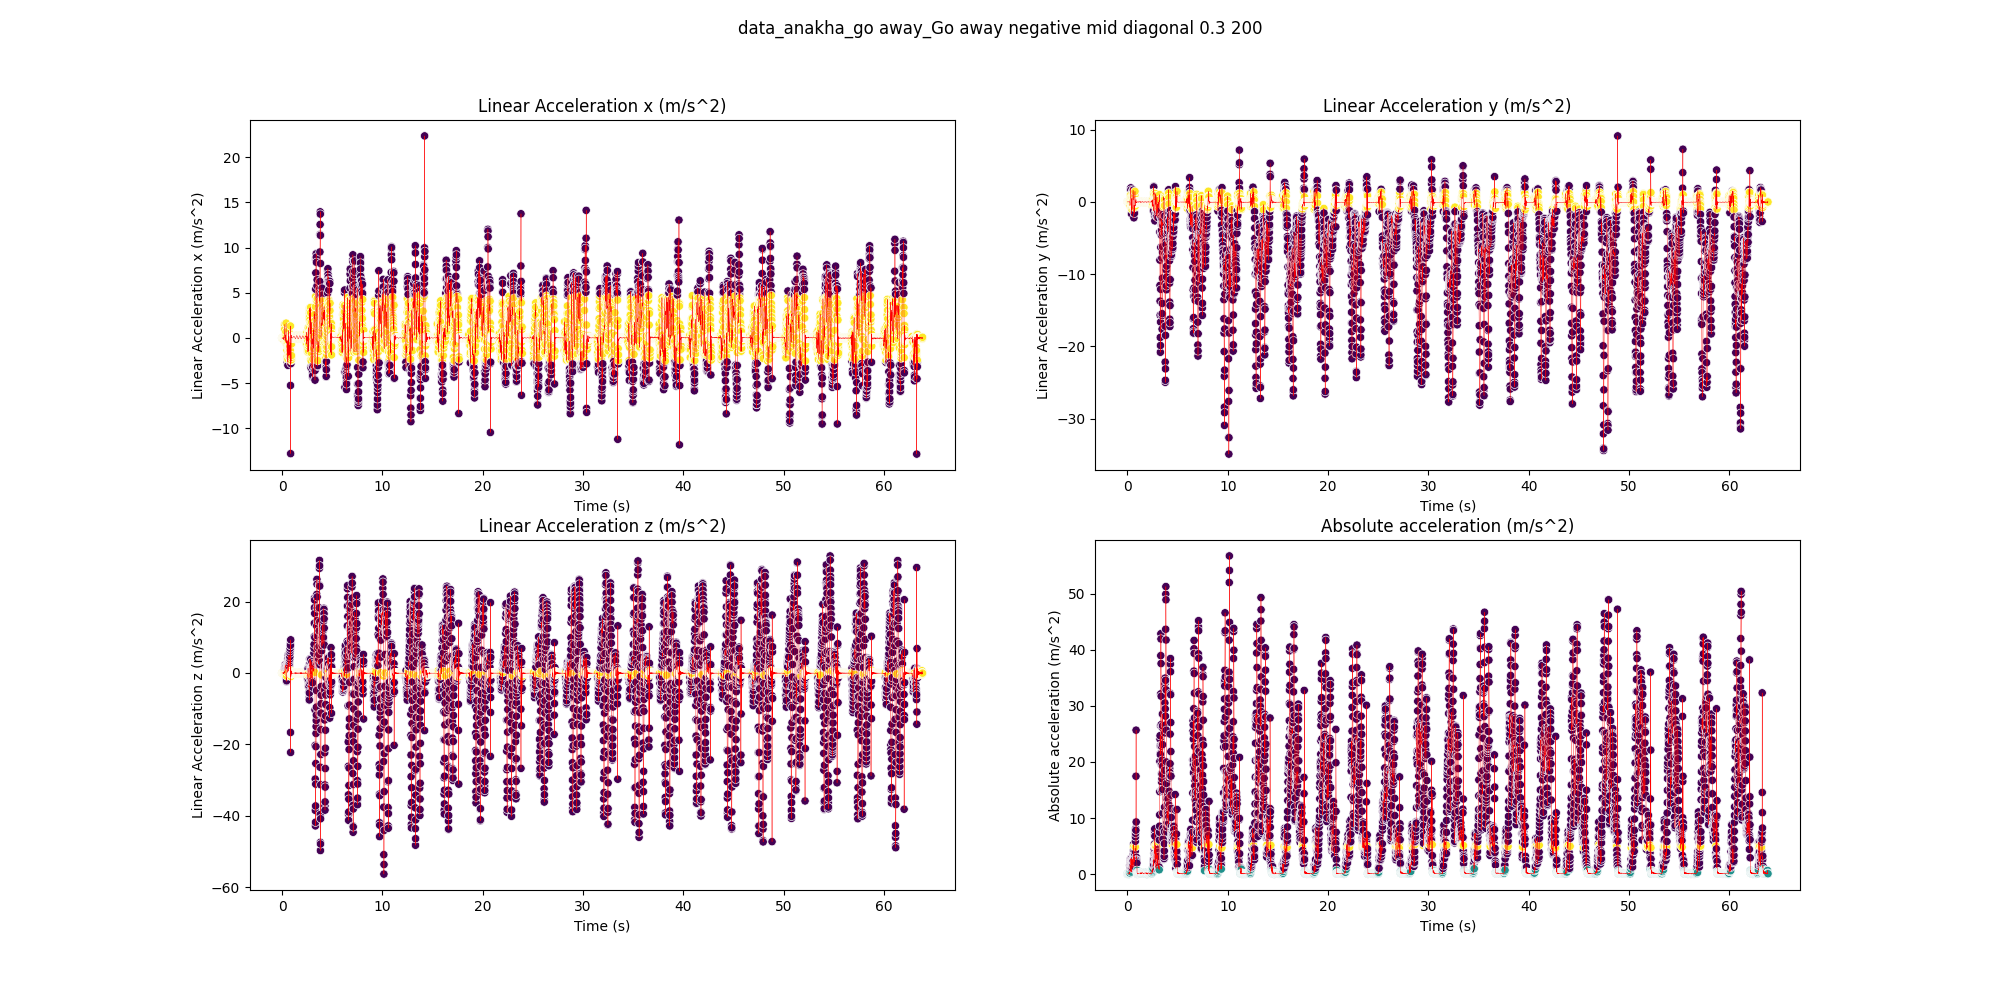 data_anakha_go away_Go away negative mid diagonal 0.3 200
Linear Acceleration x (m/s^2)
Linear Acceleration x (m/s^2)
20
15
10
5
0
−5
−10
0 10 20 30 40 50 60
Time (s)
Linear Acceleration y (m/s^2)
Linear Acceleration y (m/s^2)
10
0
−10
−20
−30
0 10 20 30 40 50 60
Time (s)
Linear Acceleration z (m/s^2)
Linear Acceleration z (m/s^2)
20
0
−20
−40
−60
0 10 20 30 40 50 60
Time (s)
Absolute acceleration (m/s^2)
Absolute acceleration (m/s^2)
50
40
30
20
10
0
0 10 20 30 40 50 60
Time (s)